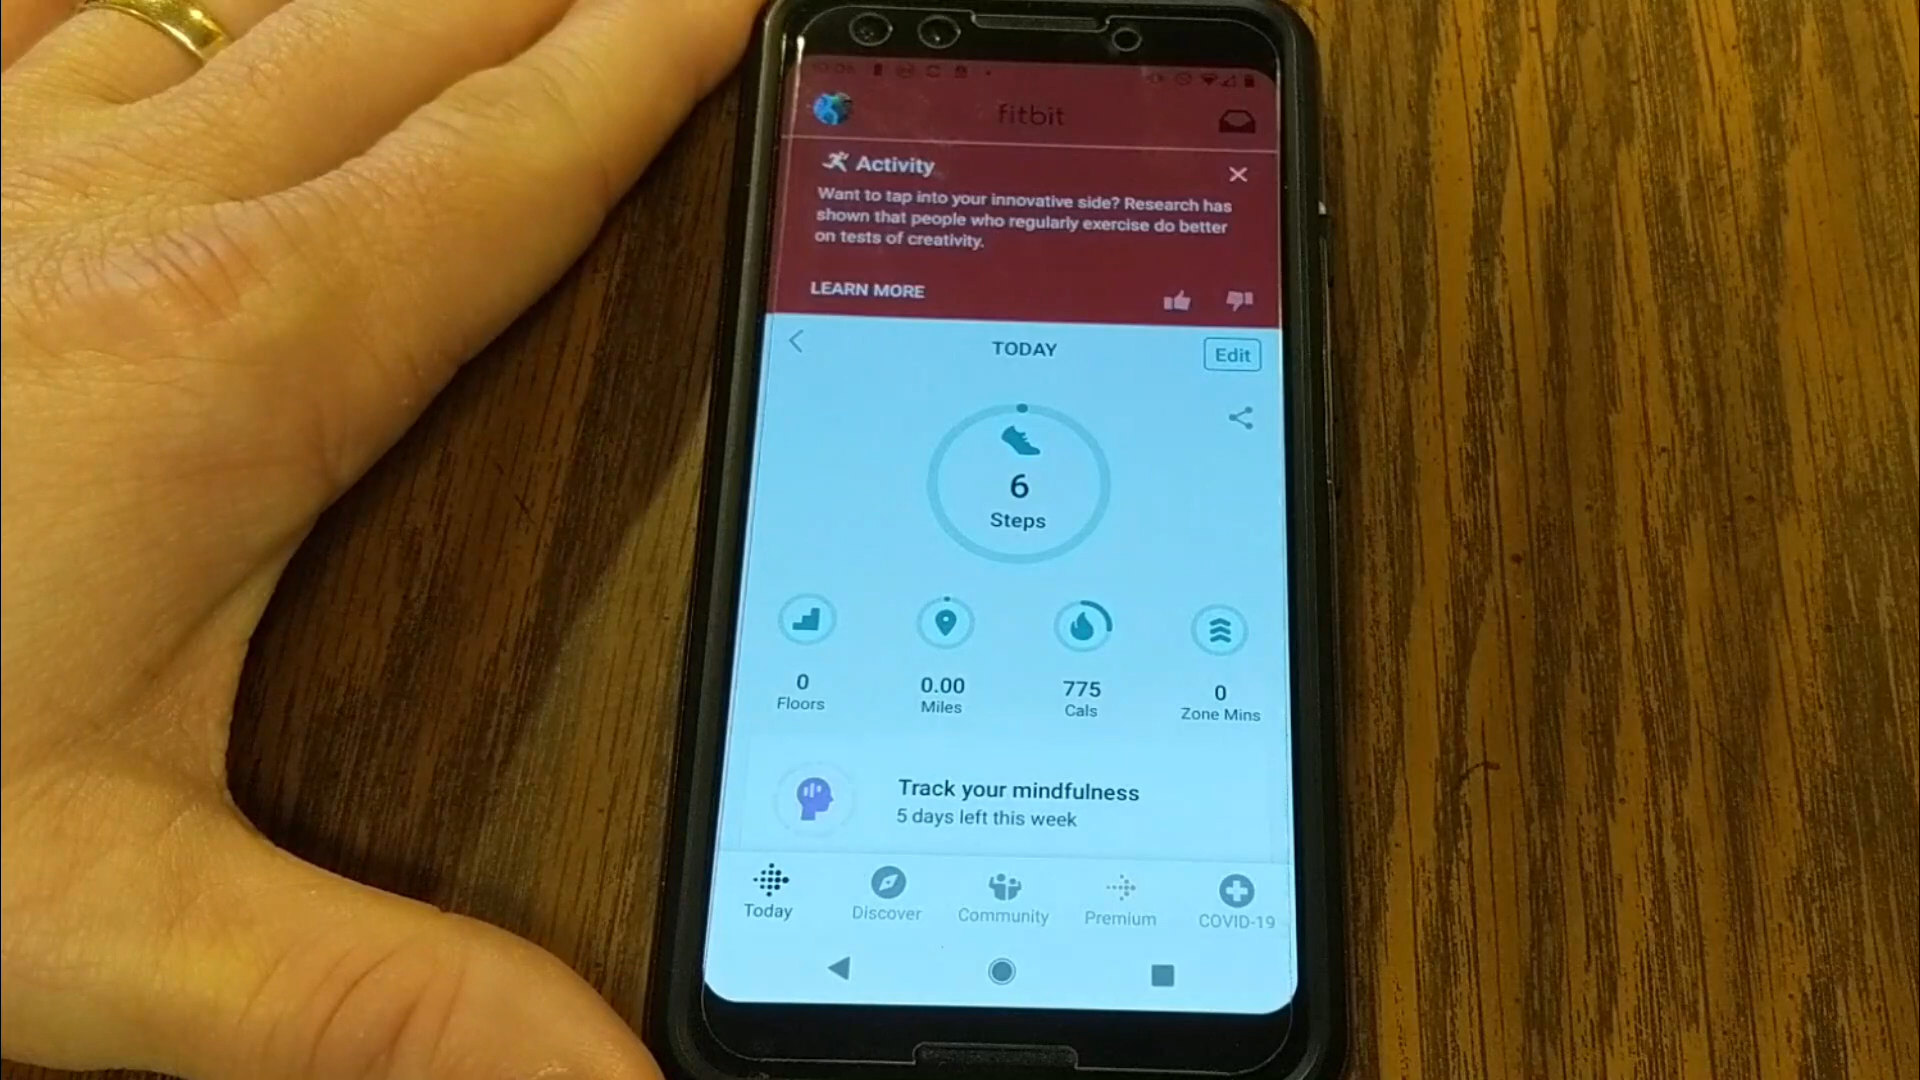 fitbit
Activity
Want to tap into your innovative side? Research has
shown that people who regularly exercise do better
on tests of creativity.
LEARN MORE
TODAY
Edit
6
Steps
0
Floors
0.00
Miles
775
Cals
0
Zone Mins
Track your mindfulness
5 days left this week
Today
Discover
Community
Premium
COVID-19